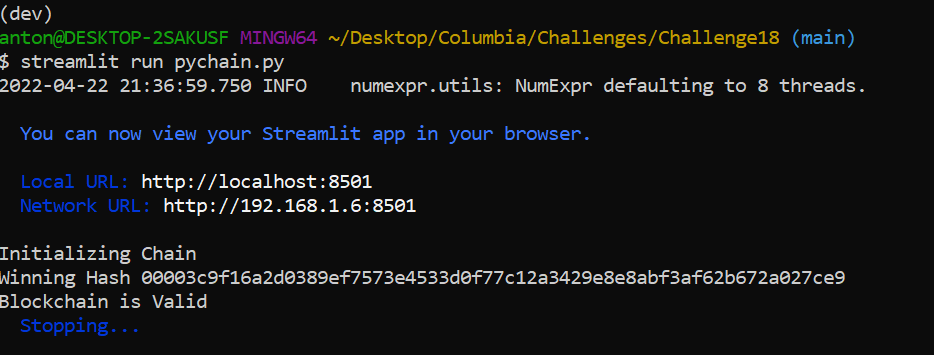 (dev)
anton@DESKTOP-2SAKUSF MINGW64 ~/Desktop/Columbia/Challenges/Challenge18 (main)
$ streamlit run pychain.py
2022-04-22 21:36:59.750 INFO    numexpr.utils: NumExpr defaulting to 8 threads.
You can now view your Streamlit app in your browser.
Local URL: http://localhost:8501
Network URL: http://192.168.1.6:8501
Initializing Chain
Winning Hash 00003c9f16a2d0389ef7573e4533d0f77c12a3429e8e8abf3af62b672a027ce9
Blockchain is Valid
Stopping...